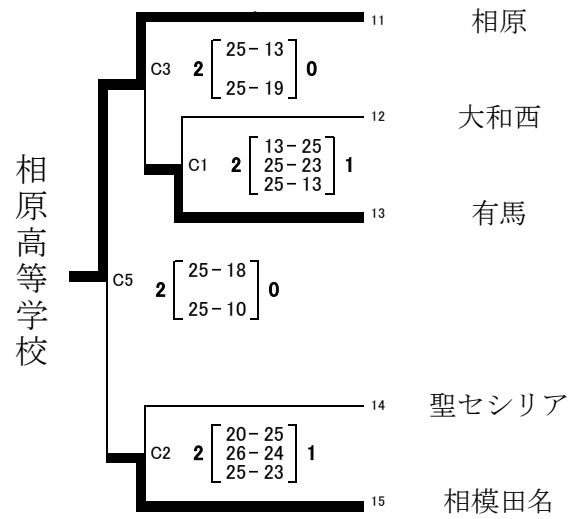 11 相原
C3 2 25-13 0
25-19
12 大和西
C1 2 13-25 1
25-23
25-13
13 有馬
相原高等学校
C5 2 25-18 0
25-10
14 聖セシリア
C2 2 20-25 1
26-24
25-23
15 相模田名